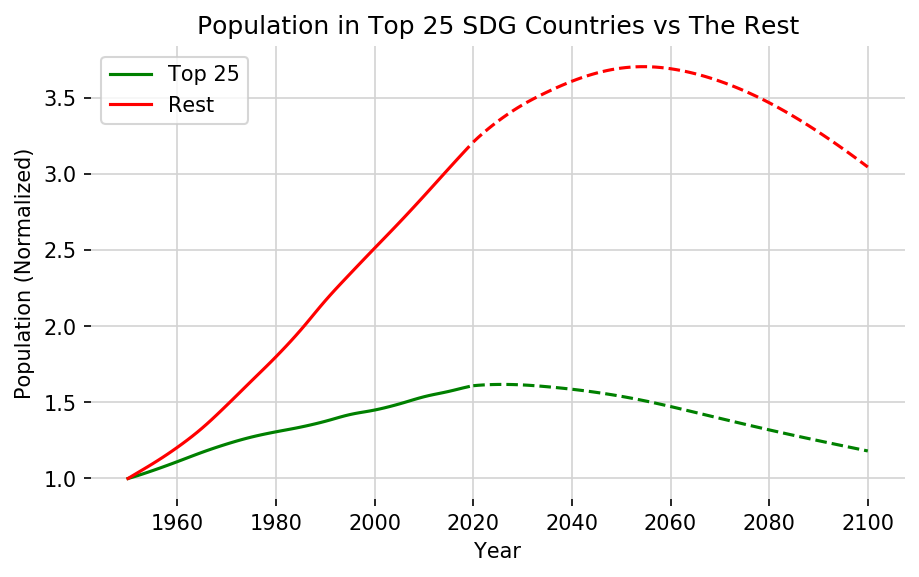 Population in Top 25 SDG Countries vs The Rest
Top 25
Rest
Population (Normalized)
3.5
3.0
2.5
2.0
1.5
1.0
1960 1980 2000 2020 2040 2060 2080 2100
Year